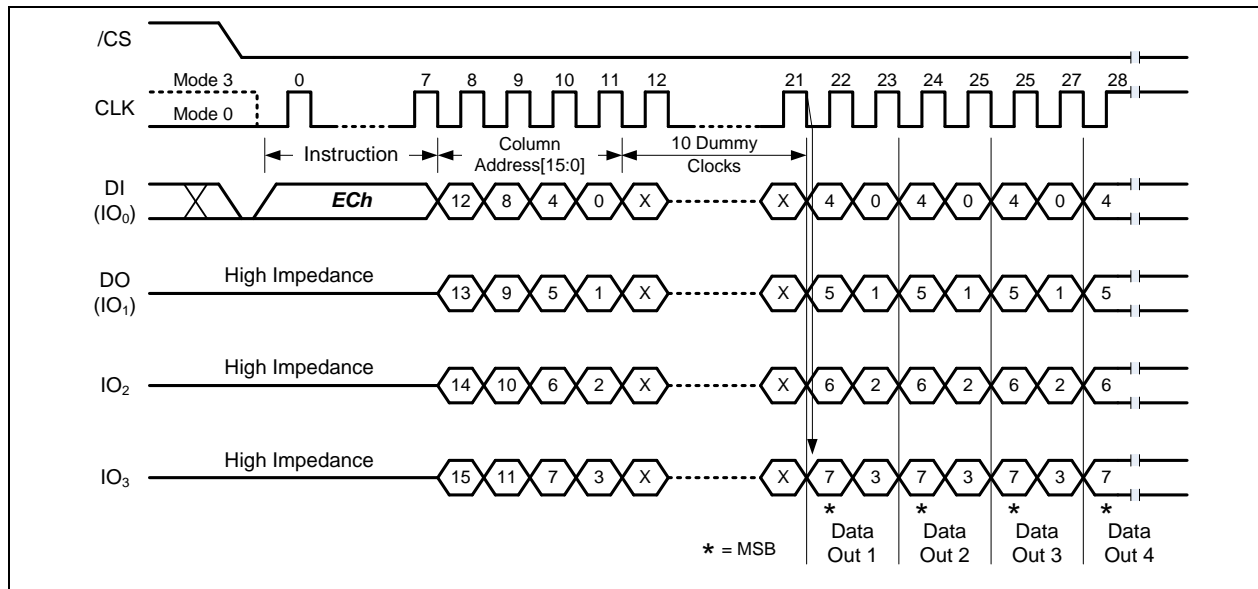 /CS
Mode 3 0 7 8 9 10 11 12 21 22 23 24 25 25 27 28
CLK
Mode 0
Instruction Column Address[15:0] 10 Dummy Clocks
DI (IO0) ECh 12 8 4 0 X X 4 0 4 0 4 0 4
DO (IO1) High Impedance 13 9 5 1 X X 5 1 5 1 5 1 5
IO2 High Impedance 14 10 6 2 X X 6 2 6 2 6 2 6
IO3 High Impedance 15 11 7 3 X X 7 3 7 3 7 3 7
* * * *
* = MSB Data Out 1 Data Out 2 Data Out 3 Data Out 4